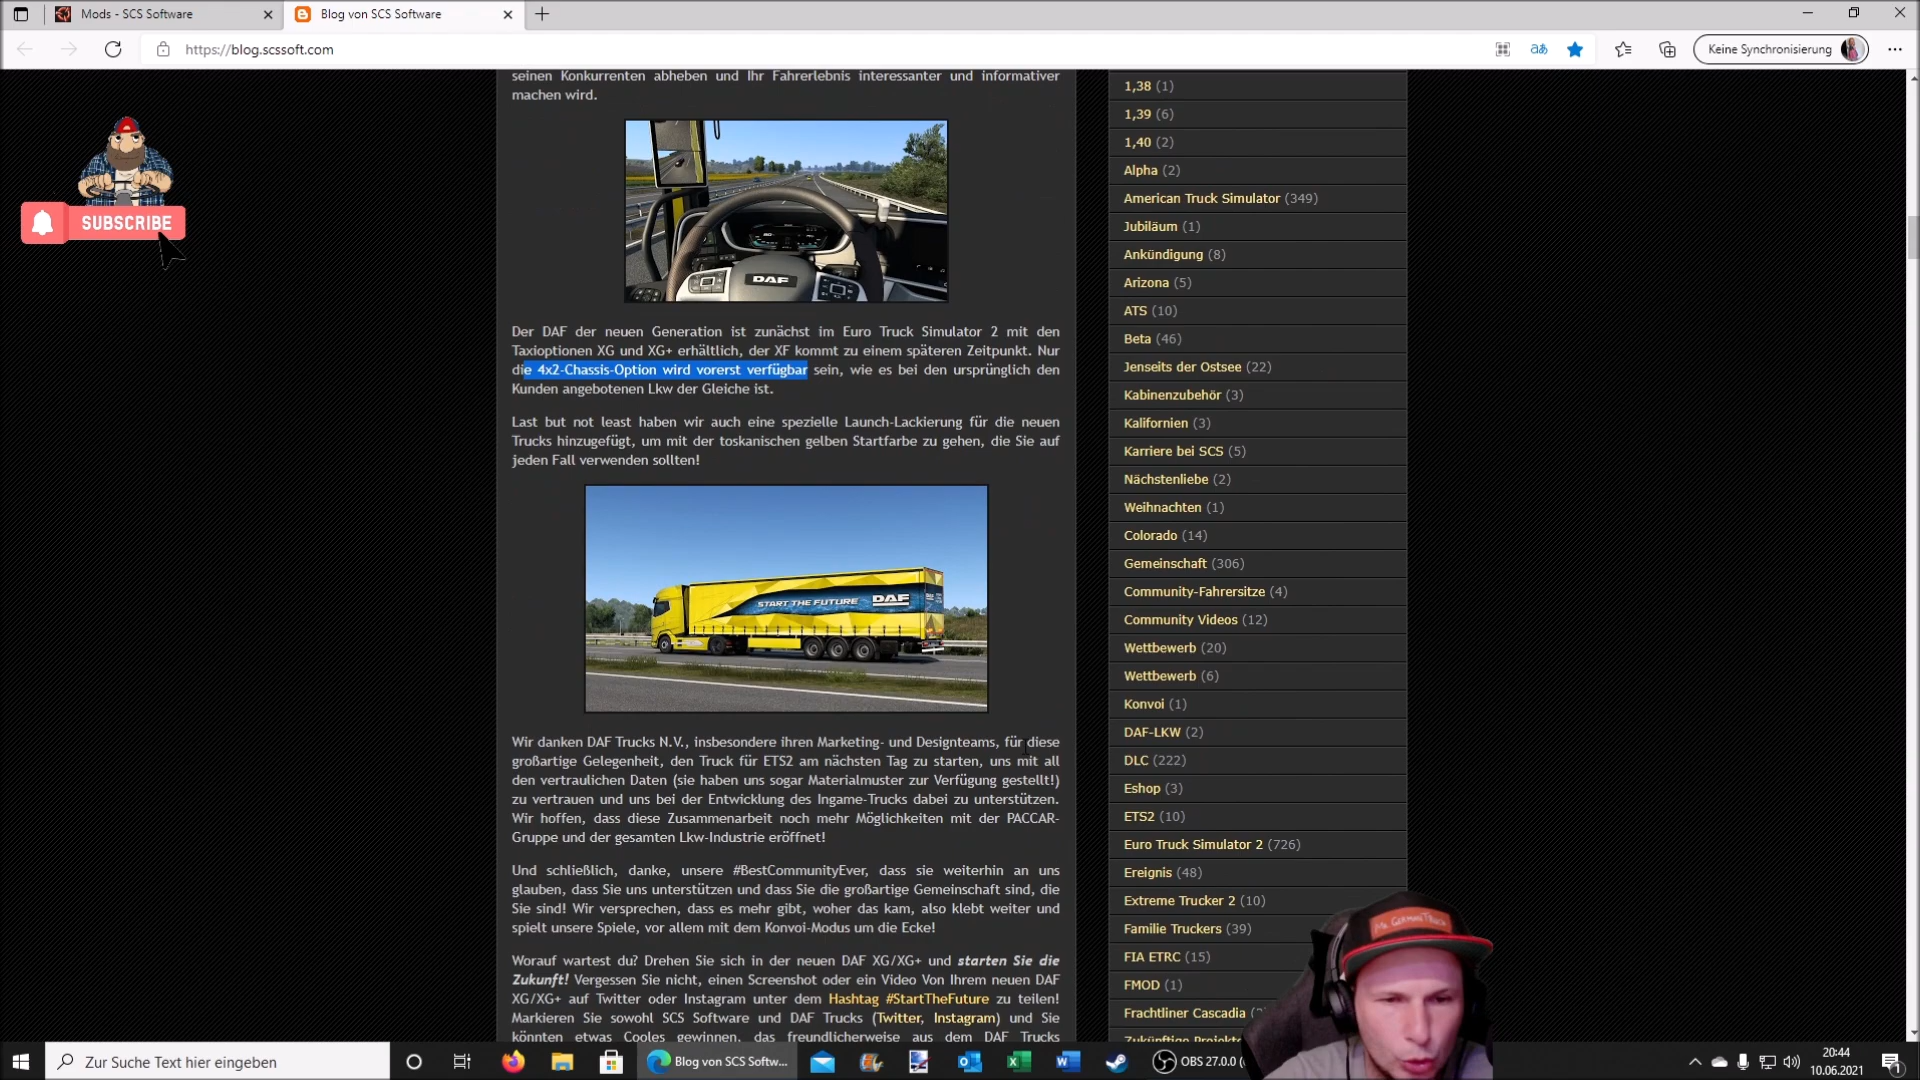 Mods - SCS Software
Blog von SCS Software
https://blog.scssoft.com
Keine Synchronisierung
SUBSCRIBE
seinen Konkurrenten abheben und Ihr Fahrerlebnis interessanter und informativer
machen wird.
DAF
Der DAF der neuen Generation ist zunächst im Euro Truck Simulator 2 mit den
Taxioptionen XG und XG+ erhältlich, der XF kommt zu einem späteren Zeitpunkt. Nur
die 4x2-Chassis-Option wird vorerst verfügbar sein, wie es bei den ursprünglich den
Kunden angebotenen Lkw der Gleiche ist.
Last but not least haben wir auch eine spezielle Launch-Lackierung für die neuen
Trucks hinzugefügt, um mit der toskanischen gelben Startfarbe zu gehen, die Sie auf
jeden Fall verwenden sollten!
START THE FUTURE DAF
Wir danken DAF Trucks N.V., insbesondere ihren Marketing- und Designteams, für diese
großartige Gelegenheit, den Truck für ETS2 am nächsten Tag zu starten, uns mit all
den vertraulichen Daten (sie haben uns sogar Materialmuster zur Verfügung gestellt!)
zu vertrauen und uns bei der Entwicklung des Ingame-Trucks dabei zu unterstützen.
Wir hoffen, dass diese Zusammenarbeit noch mehr Möglichkeiten mit der PACCAR-
Gruppe und der gesamten Lkw-Industrie eröffnet!
Und schließlich, danke, unsere #BestCommunityEver, dass sie weiterhin an uns
glauben, dass Sie uns unterstützen und dass Sie die großartige Gemeinschaft sind, die
Sie sind! Wir versprechen, dass es mehr gibt, woher das kam, also klebt weiter und
spielt unsere Spiele, vor allem mit dem Konvoi-Modus um die Ecke!
Worauf wartest du? Drehen Sie sich in der neuen DAF XG/XG+ und starten Sie die
Zukunft! Vergessen Sie nicht, einen Screenshot oder ein Video Von Ihrem neuen DAF
XG/XG+ auf Twitter oder Instagram unter dem Hashtag #StartTheFuture zu teilen!
Markieren Sie sowohl SCS Software und DAF Trucks (Twitter, Instagram) und Sie
könnten etwas Cooles gewinnen, das freundlicherweise aus dem DAF Trucks
1,38 (1)
1,39 (6)
1,40 (2)
Alpha (2)
American Truck Simulator (349)
Jubiläum (1)
Ankündigung (8)
Arizona (5)
ATS (10)
Beta (46)
Jenseits der Ostsee (22)
Kabinenzubehör (3)
Kalifornien (3)
Karriere bei SCS (5)
Nächstenliebe (2)
Weihnachten (1)
Colorado (14)
Gemeinschaft (306)
Community-Fahrersitze (4)
Community Videos (12)
Wettbewerb (20)
Wettbewerb (6)
Konvoi (1)
DAF-LKW (2)
DLC (222)
Eshop (3)
ETS2 (10)
Euro Truck Simulator 2 (726)
Ereignis (48)
Extreme Trucker 2 (10)
Familie Truckers (39)
FIA ETRC (15)
FMOD (1)
Frachtliner Cascadia
Zukünftige Projekte
Zur Suche Text hier eingeben
Blog von SCS Softw...
OBS 27.0.0
20:44
10.06.2021